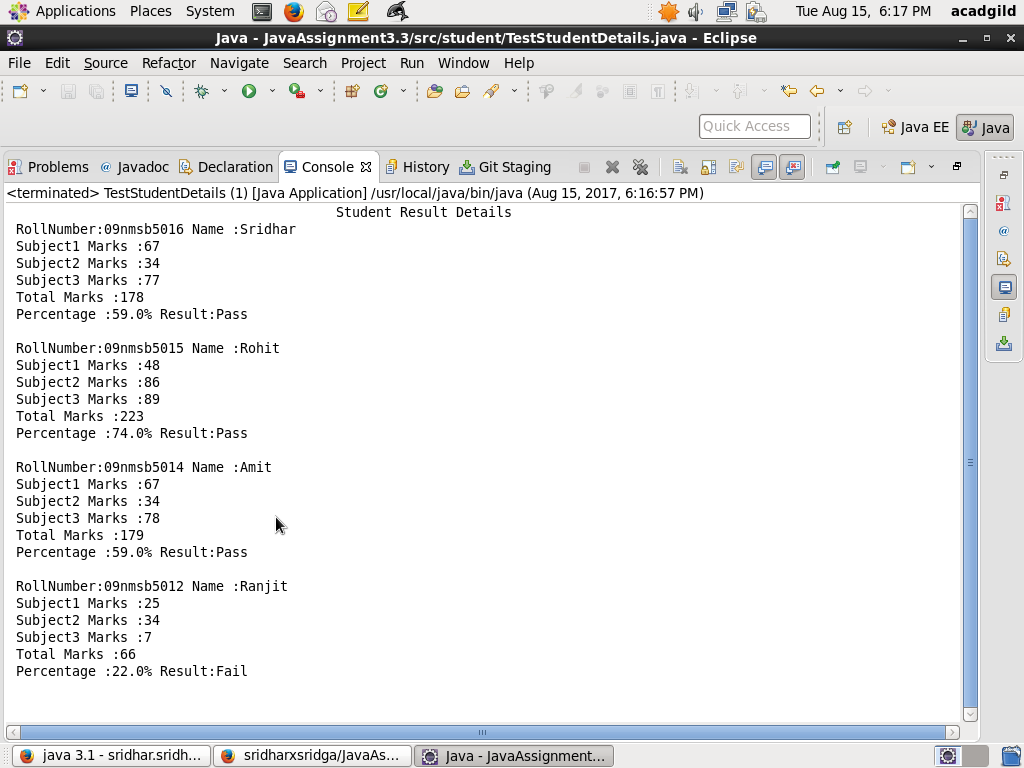 Applications Places System Tue Aug 15, 6:17 PM acadgild
Java - JavaAssignment3.3/src/student/TestStudentDetails.java - Eclipse
File Edit Source Refactor Navigate Search Project Run Window Help
Quick Access Java EE Java
Problems Javadoc Declaration Console History Git Staging
<terminated> TestStudentDetails (1) [Java Application] /usr/local/java/bin/java (Aug 15, 2017, 6:16:57 PM)
Student Result Details
RollNumber:09nmsb5016 Name :Sridhar
Subject1 Marks :67
Subject2 Marks :34
Subject3 Marks :77
Total Marks :178
Percentage :59.0% Result:Pass
RollNumber:09nmsb5015 Name :Rohit
Subject1 Marks :48
Subject2 Marks :86
Subject3 Marks :89
Total Marks :223
Percentage :74.0% Result:Pass
RollNumber:09nmsb5014 Name :Amit
Subject1 Marks :67
Subject2 Marks :34
Subject3 Marks :78
Total Marks :179
Percentage :59.0% Result:Pass
RollNumber:09nmsb5012 Name :Ranjit
Subject1 Marks :25
Subject2 Marks :34
Subject3 Marks :7
Total Marks :66
Percentage :22.0% Result:Fail
java 3.1 - sridhar.sridh... sridharxsridga/JavaAs... Java - JavaAssignment...